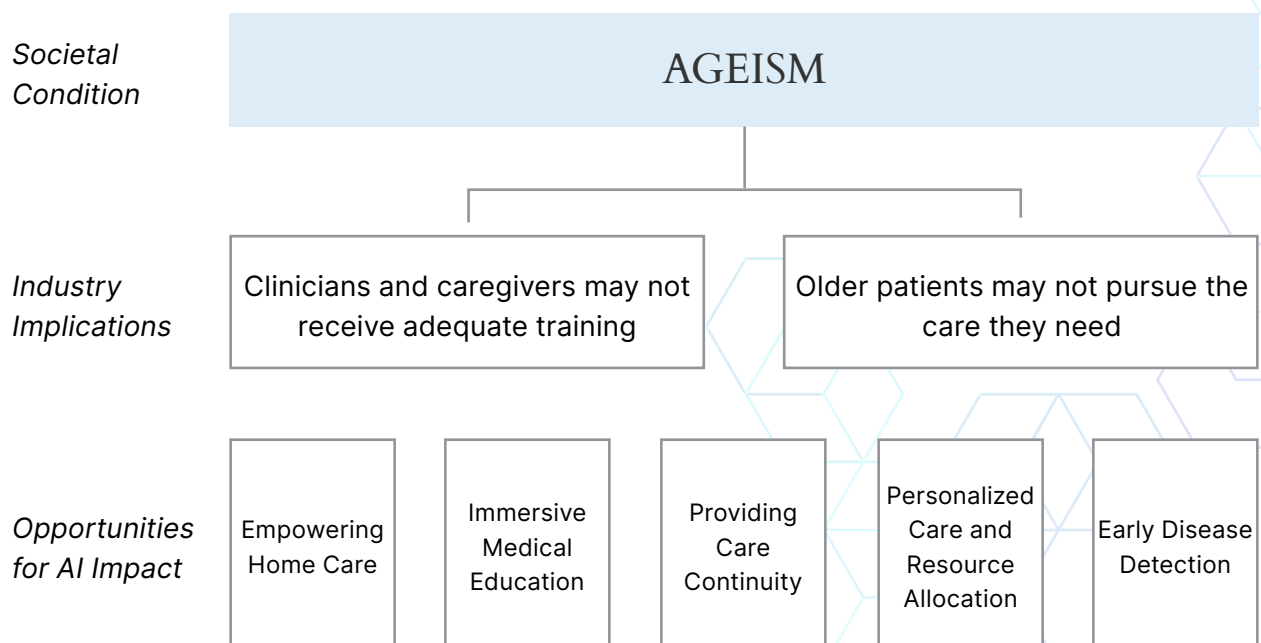 Societal
Condition
AGEISM
Industry
Implications
Clinicians and caregivers may not
receive adequate training
Older patients may not pursue the
care they need
Opportunities
for AI Impact
Empowering
Home Care
Immersive
Medical
Education
Providing
Care
Continuity
Personalized
Care and
Resource
Allocation
Early Disease
Detection